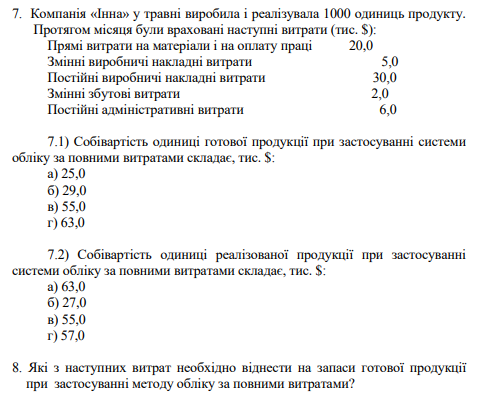 7. Компанія «Інна» у травні виробила і реалізувала 1000 одиниць продукту.
Протягом місяця були враховані наступні витрати (тис. $):
Прямі витрати на матеріали і на оплату праці 20,0
Змінні виробничі накладні витрати 5,0
Постійні виробничі накладні витрати 30,0
Змінні збутові витрати 2,0
Постійні адміністративні витрати 6,0
7.1) Собівартість одиниці готової продукції при застосуванні системи
обліку за повними витратами складає, тис. $:
а) 25,0
б) 29,0
в) 55,0
г) 63,0
7.2) Собівартість одиниці реалізованої продукції при застосуванні
системи обліку за повними витратами складає, тис. $:
а) 63,0
б) 27,0
в) 55,0
г) 57,0
8. Які з наступних витрат необхідно віднести на запаси готової продукції
при застосуванні методу обліку за повними витратами?